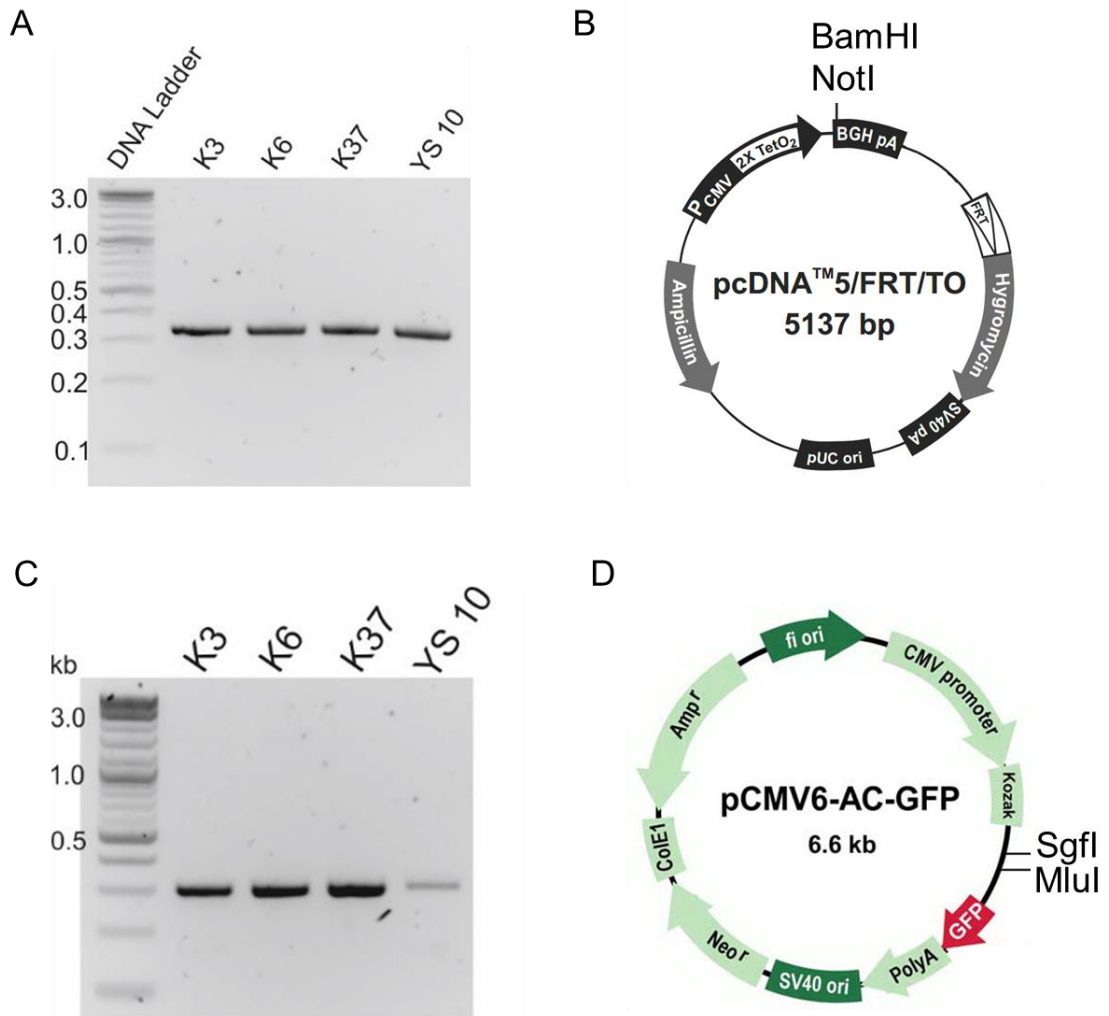 A
DNA Ladder
K3
K6
K37
YS 10
3.0
1.0
0.5
0.4
0.3
0.2
0.1
B
BamHI
NotI
PCMV
2X TetO2
BGH pA
FRT
Hygromycin
SV40 pA
pUC ori
Ampicillin
pcDNA™5/FRT/TO
5137 bp
C
K3
K6
K37
YS 10
kb
3.0
1.0
0.5
D
fi ori
CMV promoter
Kozak
SgfI
MluI
GFP
PolyA
SV40 ori
Neo r
ColE1
Amp r
pCMV6-AC-GFP
6.6 kb